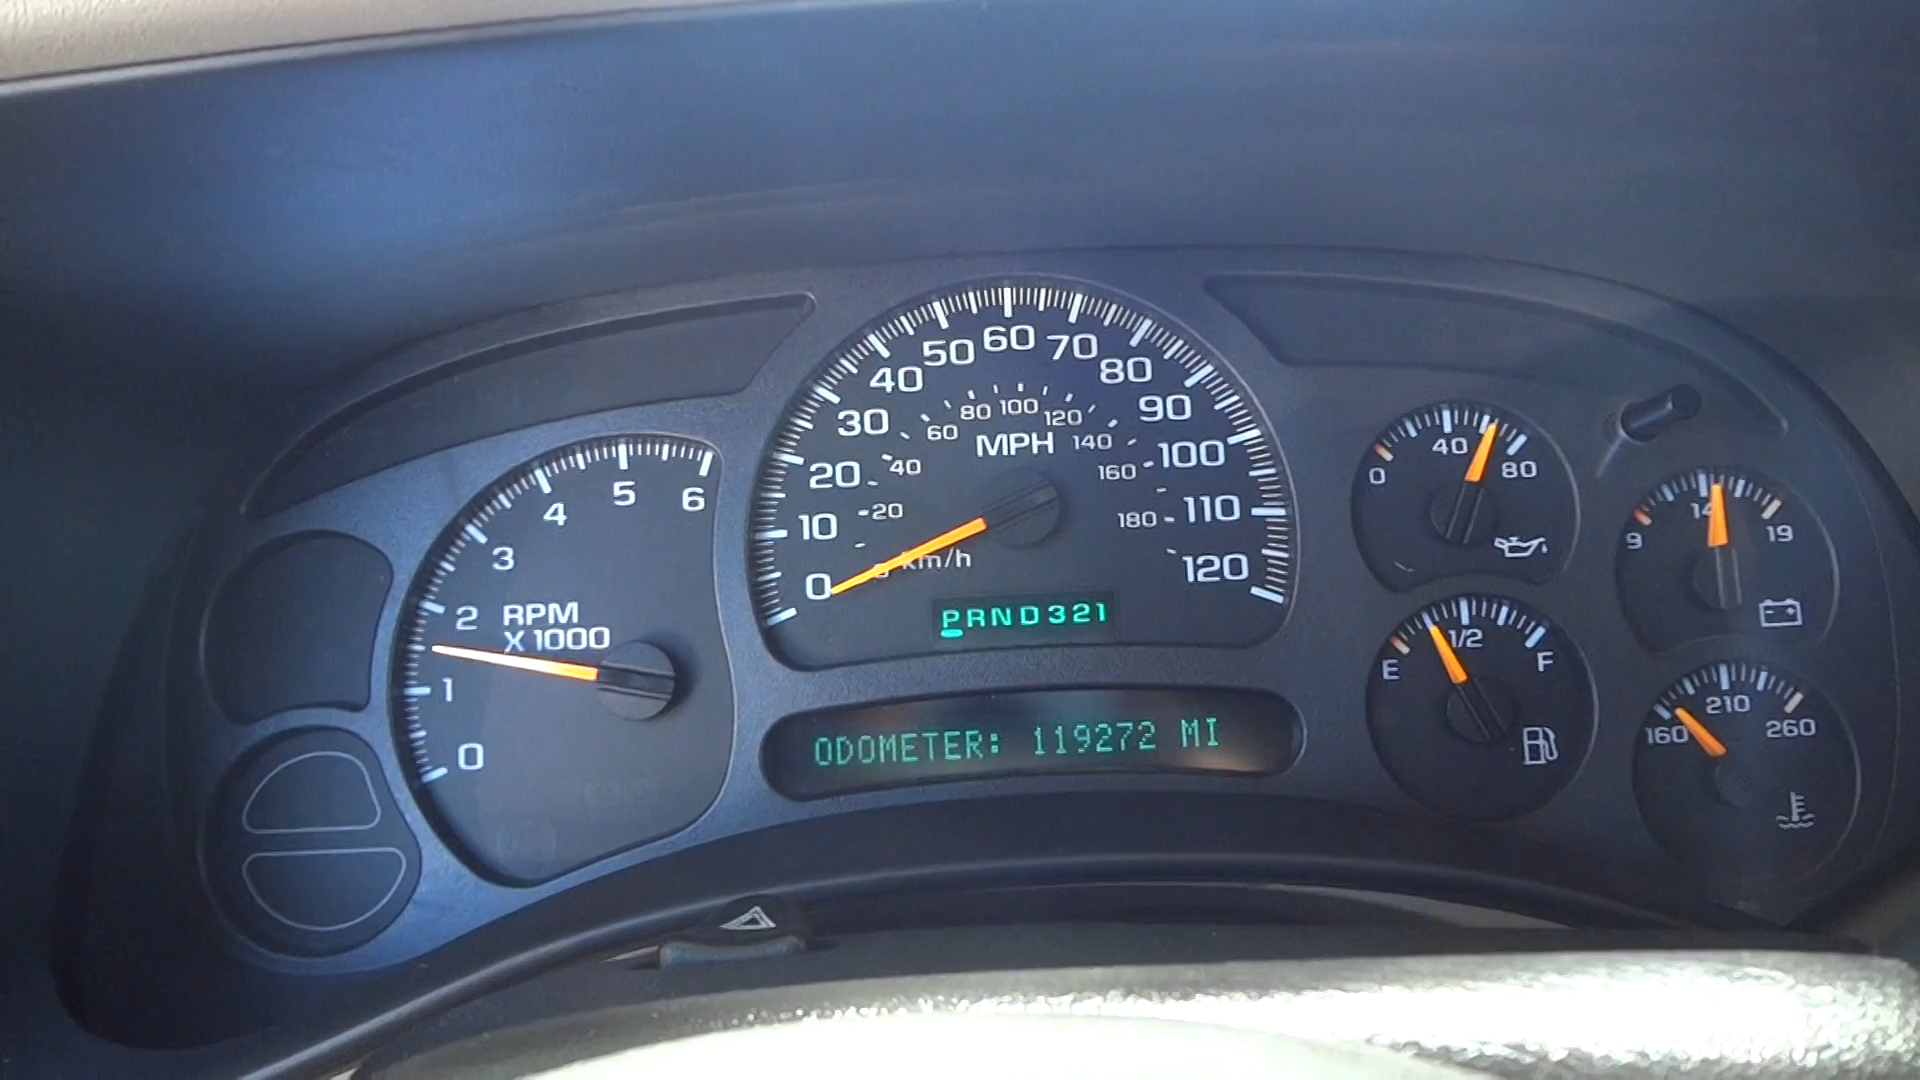 0 1 2 3 4 5 6
RPM
X 1000
0 10 20 30 40 50 60 70 80 90 100 110 120
MPH
20 40 60 80 100 120 140 160 180
km/h
PRND321
ODOMETER: 119272 MI
0 40 80
9 14 19
E 1/2 F
160 210 260